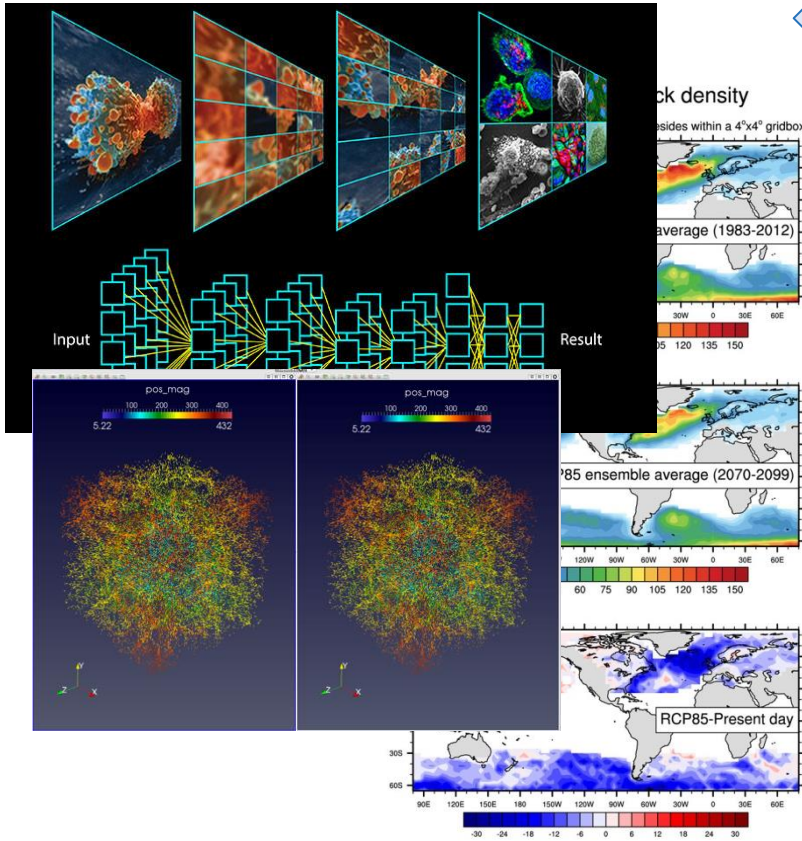 ck density
esides within a 4°x4° gridbox
average (1983-2012)
30W 0 30E 60E
05 120 135 150
Input
Result
pos_mag
100 200 300 400
5.22 432
pos_mag
100 200 300 400
5.22 432
Y
Z
X
Y
Z
X
P85 ensemble average (2070-2099)
120W 90W 60W 30W 0 30E 60E
60 75 90 105 120 135 150
RCP85-Present day
30S
60S
90E 120E 150E 180 150W 120W 90W 60W 30W 0 30E 60E
-30 -24 -18 -12 -6 0 6 12 18 24 30